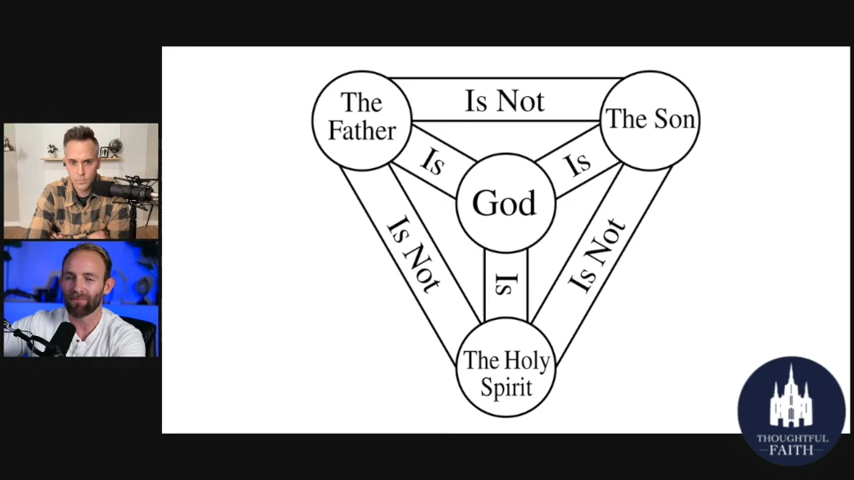 The
Father
Is Not
The Son
Is
Is
God
Is Not
Is
Is Not
The Holy
Spirit
THOUGHTFUL
FAITH